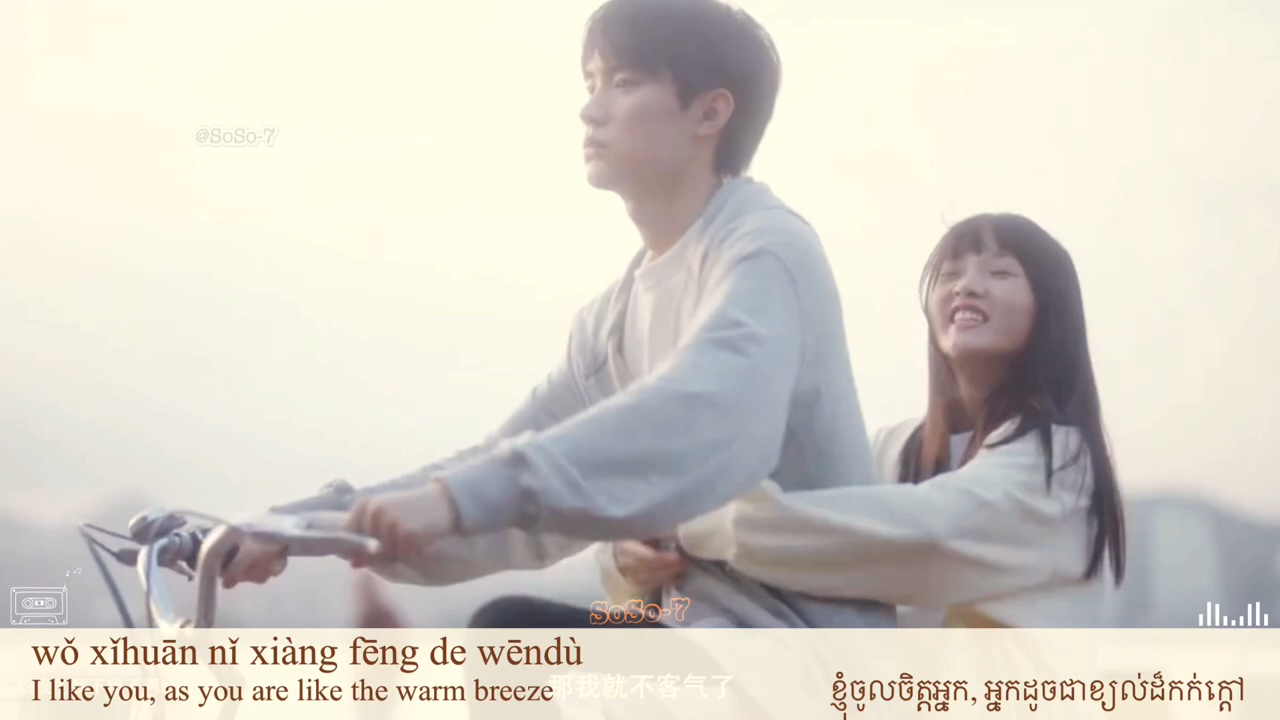 @SoSo-7
SoSo-7
wǒ xǐhuān nǐ xiàng fēng de wēndù
I like you, as you are like the warm breeze
那我就不客气了
ខ្ញុំចូលចិត្តអ្នក, អ្នកដូចជាខ្យល់ដ៏កក់ក្តៅ